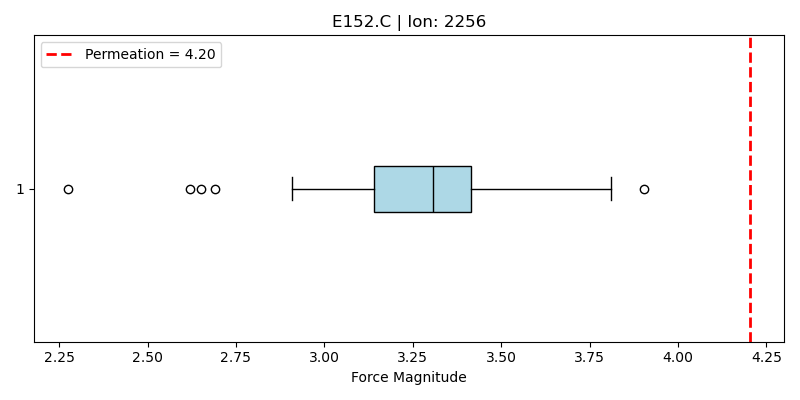 E152.C | Ion: 2256
Permeation = 4.20
1
2.25 2.50 2.75 3.00 3.25 3.50 3.75 4.00 4.25
Force Magnitude